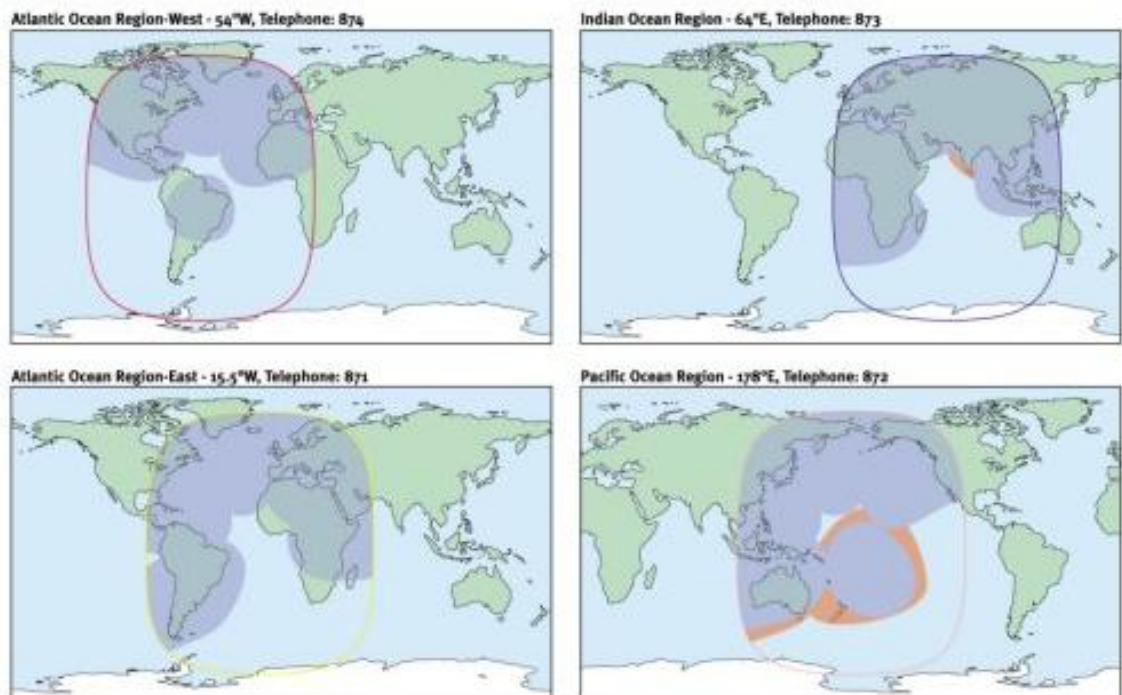 Atlantic Ocean Region-West - 54°W, Telephone: 874
Indian Ocean Region - 64°E, Telephone: 873
Atlantic Ocean Region-East - 15.5°W, Telephone: 871
Pacific Ocean Region - 178°E, Telephone: 872